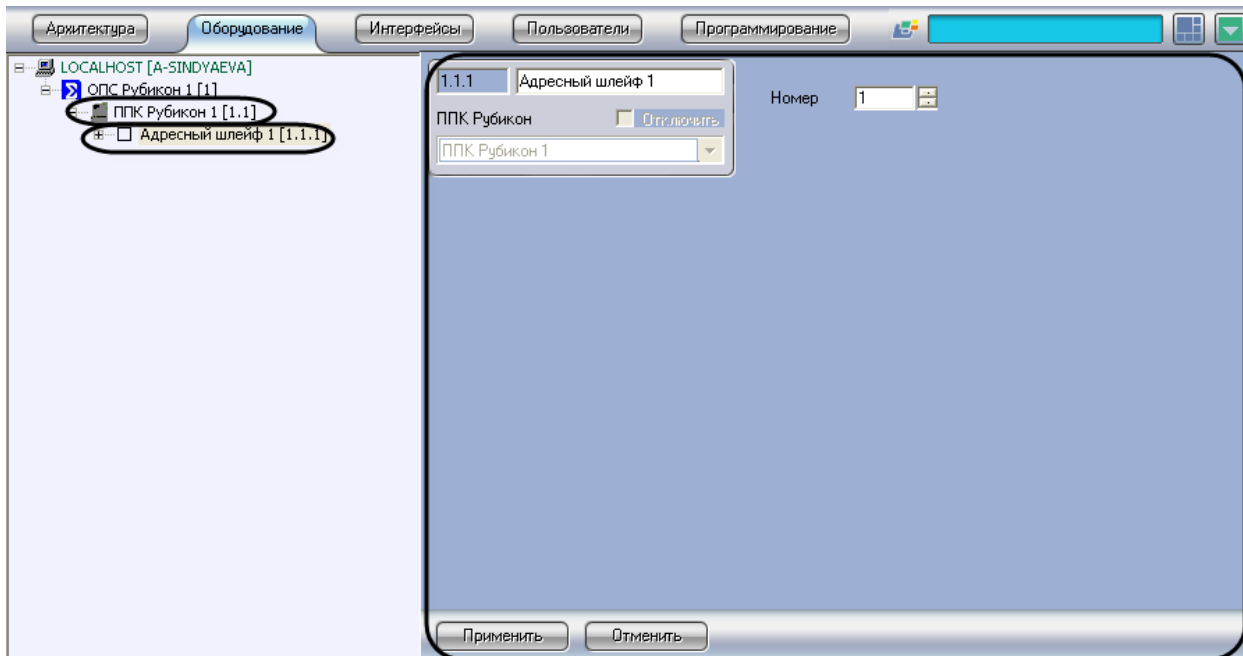 Архитектура Оборудование Интерфейсы Пользователи Программирование
LOCALHOST [A-SINDYAEVA]
ОПС Рубикон 1 [1]
ППК Рубикон 1 [1.1]
Адресный шлейф 1 [1.1.1]
1.1.1 Адресный шлейф 1
Номер 1
ППК Рубикон Отключить
ППК Рубикон 1
Применить Отменить